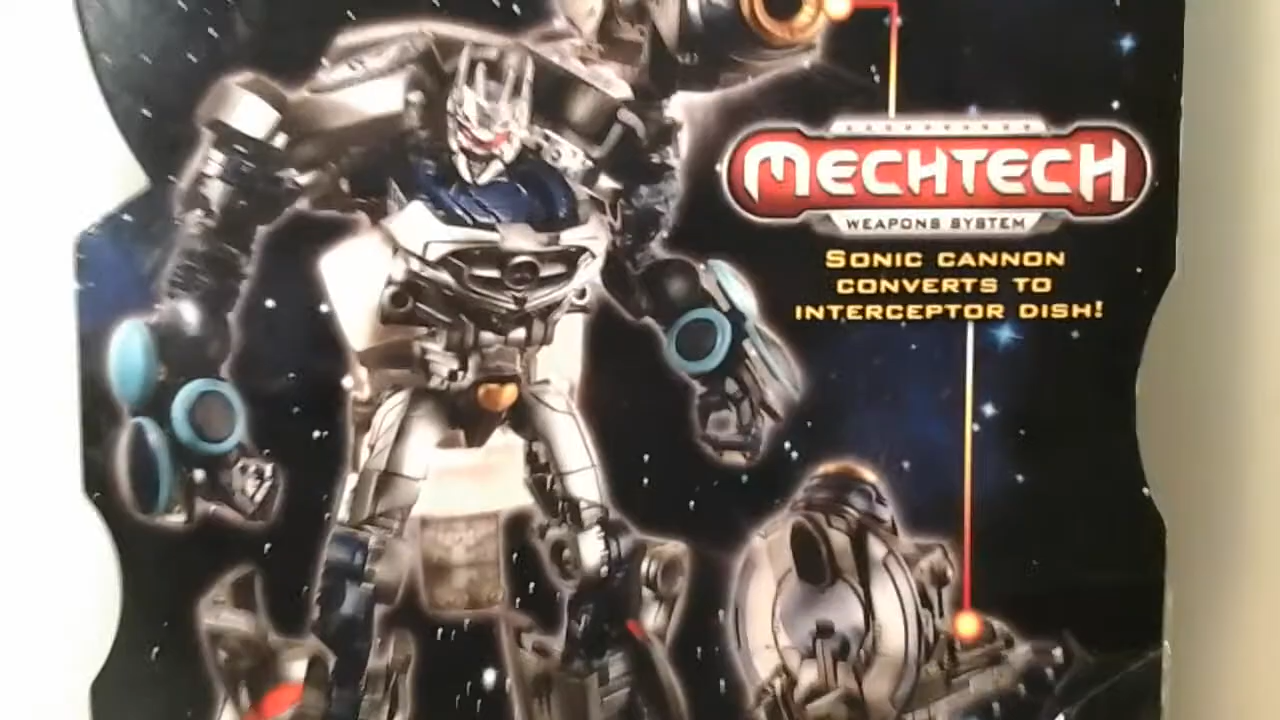 MECHTECH
WEAPONS SYSTEM
SONIC CANNON
CONVERTS TO
INTERCEPTOR DISH!